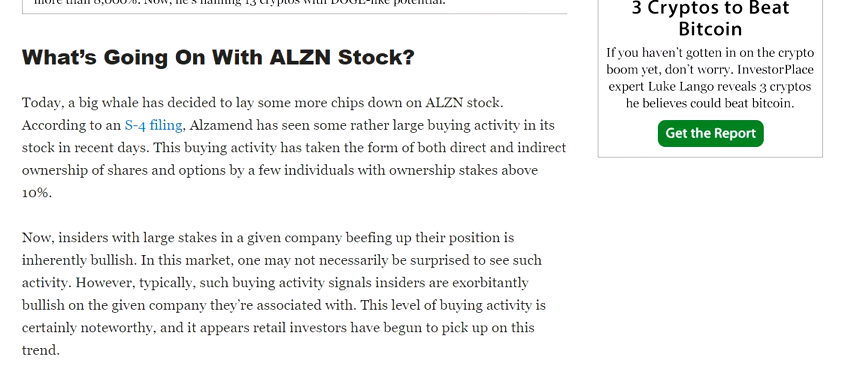 more than 8,000%. Now, he's naming 13 cryptos with DOGE-like potential.
What's Going On With ALZN Stock?
Today, a big whale has decided to lay some more chips down on ALZN stock.
According to an S-4 filing, Alzamend has seen some rather large buying activity in its
stock in recent days. This buying activity has taken the form of both direct and indirect
ownership of shares and options by a few individuals with ownership stakes above
10%.
Now, insiders with large stakes in a given company beefing up their position is
inherently bullish. In this market, one may not necessarily be surprised to see such
activity. However, typically, such buying activity signals insiders are exorbitantly
bullish on the given company they're associated with. This level of buying activity is
certainly noteworthy, and it appears retail investors have begun to pick up on this
trend.
3 Cryptos to Beat
Bitcoin
If you haven't gotten in on the crypto
boom yet, don't worry. InvestorPlace
expert Luke Lango reveals 3 cryptos
he believes could beat bitcoin.
Get the Report